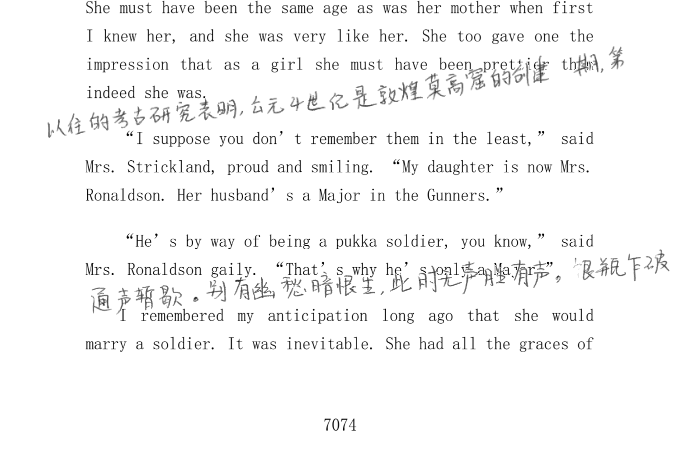 She must have been the same age as was her mother when first
I knew her, and she was very like her. She too gave one the
impression that as a girl she must have been prettier than
indeed she was.
以住的考古研究表明,公元4世纪是敦煌莫高窟的创建 期,第
“I suppose you don’t remember them in the least,” said
Mrs. Strickland, proud and smiling. “My daughter is now Mrs.
Ronaldson. Her husband’s a Major in the Gunners.”
“He’s by way of being a pukka soldier, you know,” said
Mrs. Ronaldson gaily. “That’s why he’s only a Major.”
通声暂歇。别有幽愁暗恨生,此时无声胜有声。银瓶乍破
I remembered my anticipation long ago that she would
marry a soldier. It was inevitable. She had all the graces of
7074